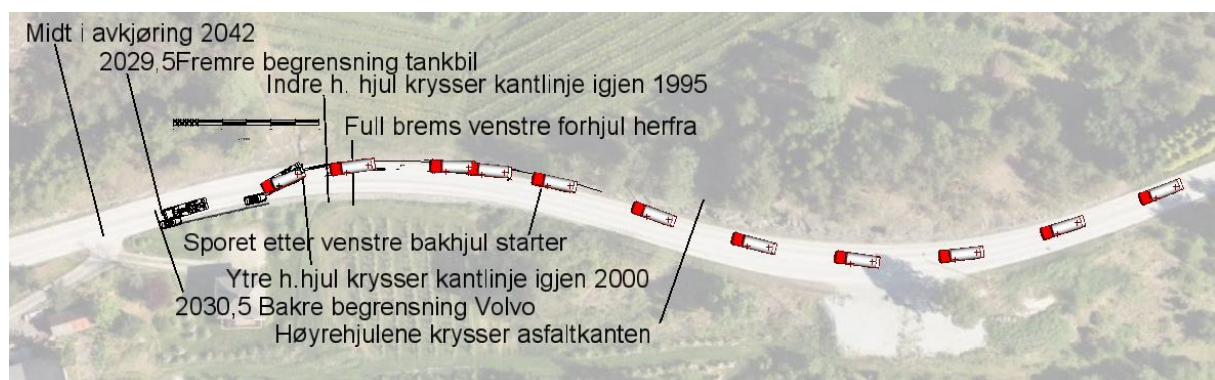 Midt i avkjøring 2042
2029,5Fremre begrensning tankbil
Indre h. hjul krysser kantlinje igjen 1995
Full brems venstre forhjul herfra
Sporet etter venstre bakhjul starter
Ytre h.hjul krysser kantlinje igjen 2000
2030,5 Bakre begrensning Volvo
Høyrehjulene krysser asfaltkanten